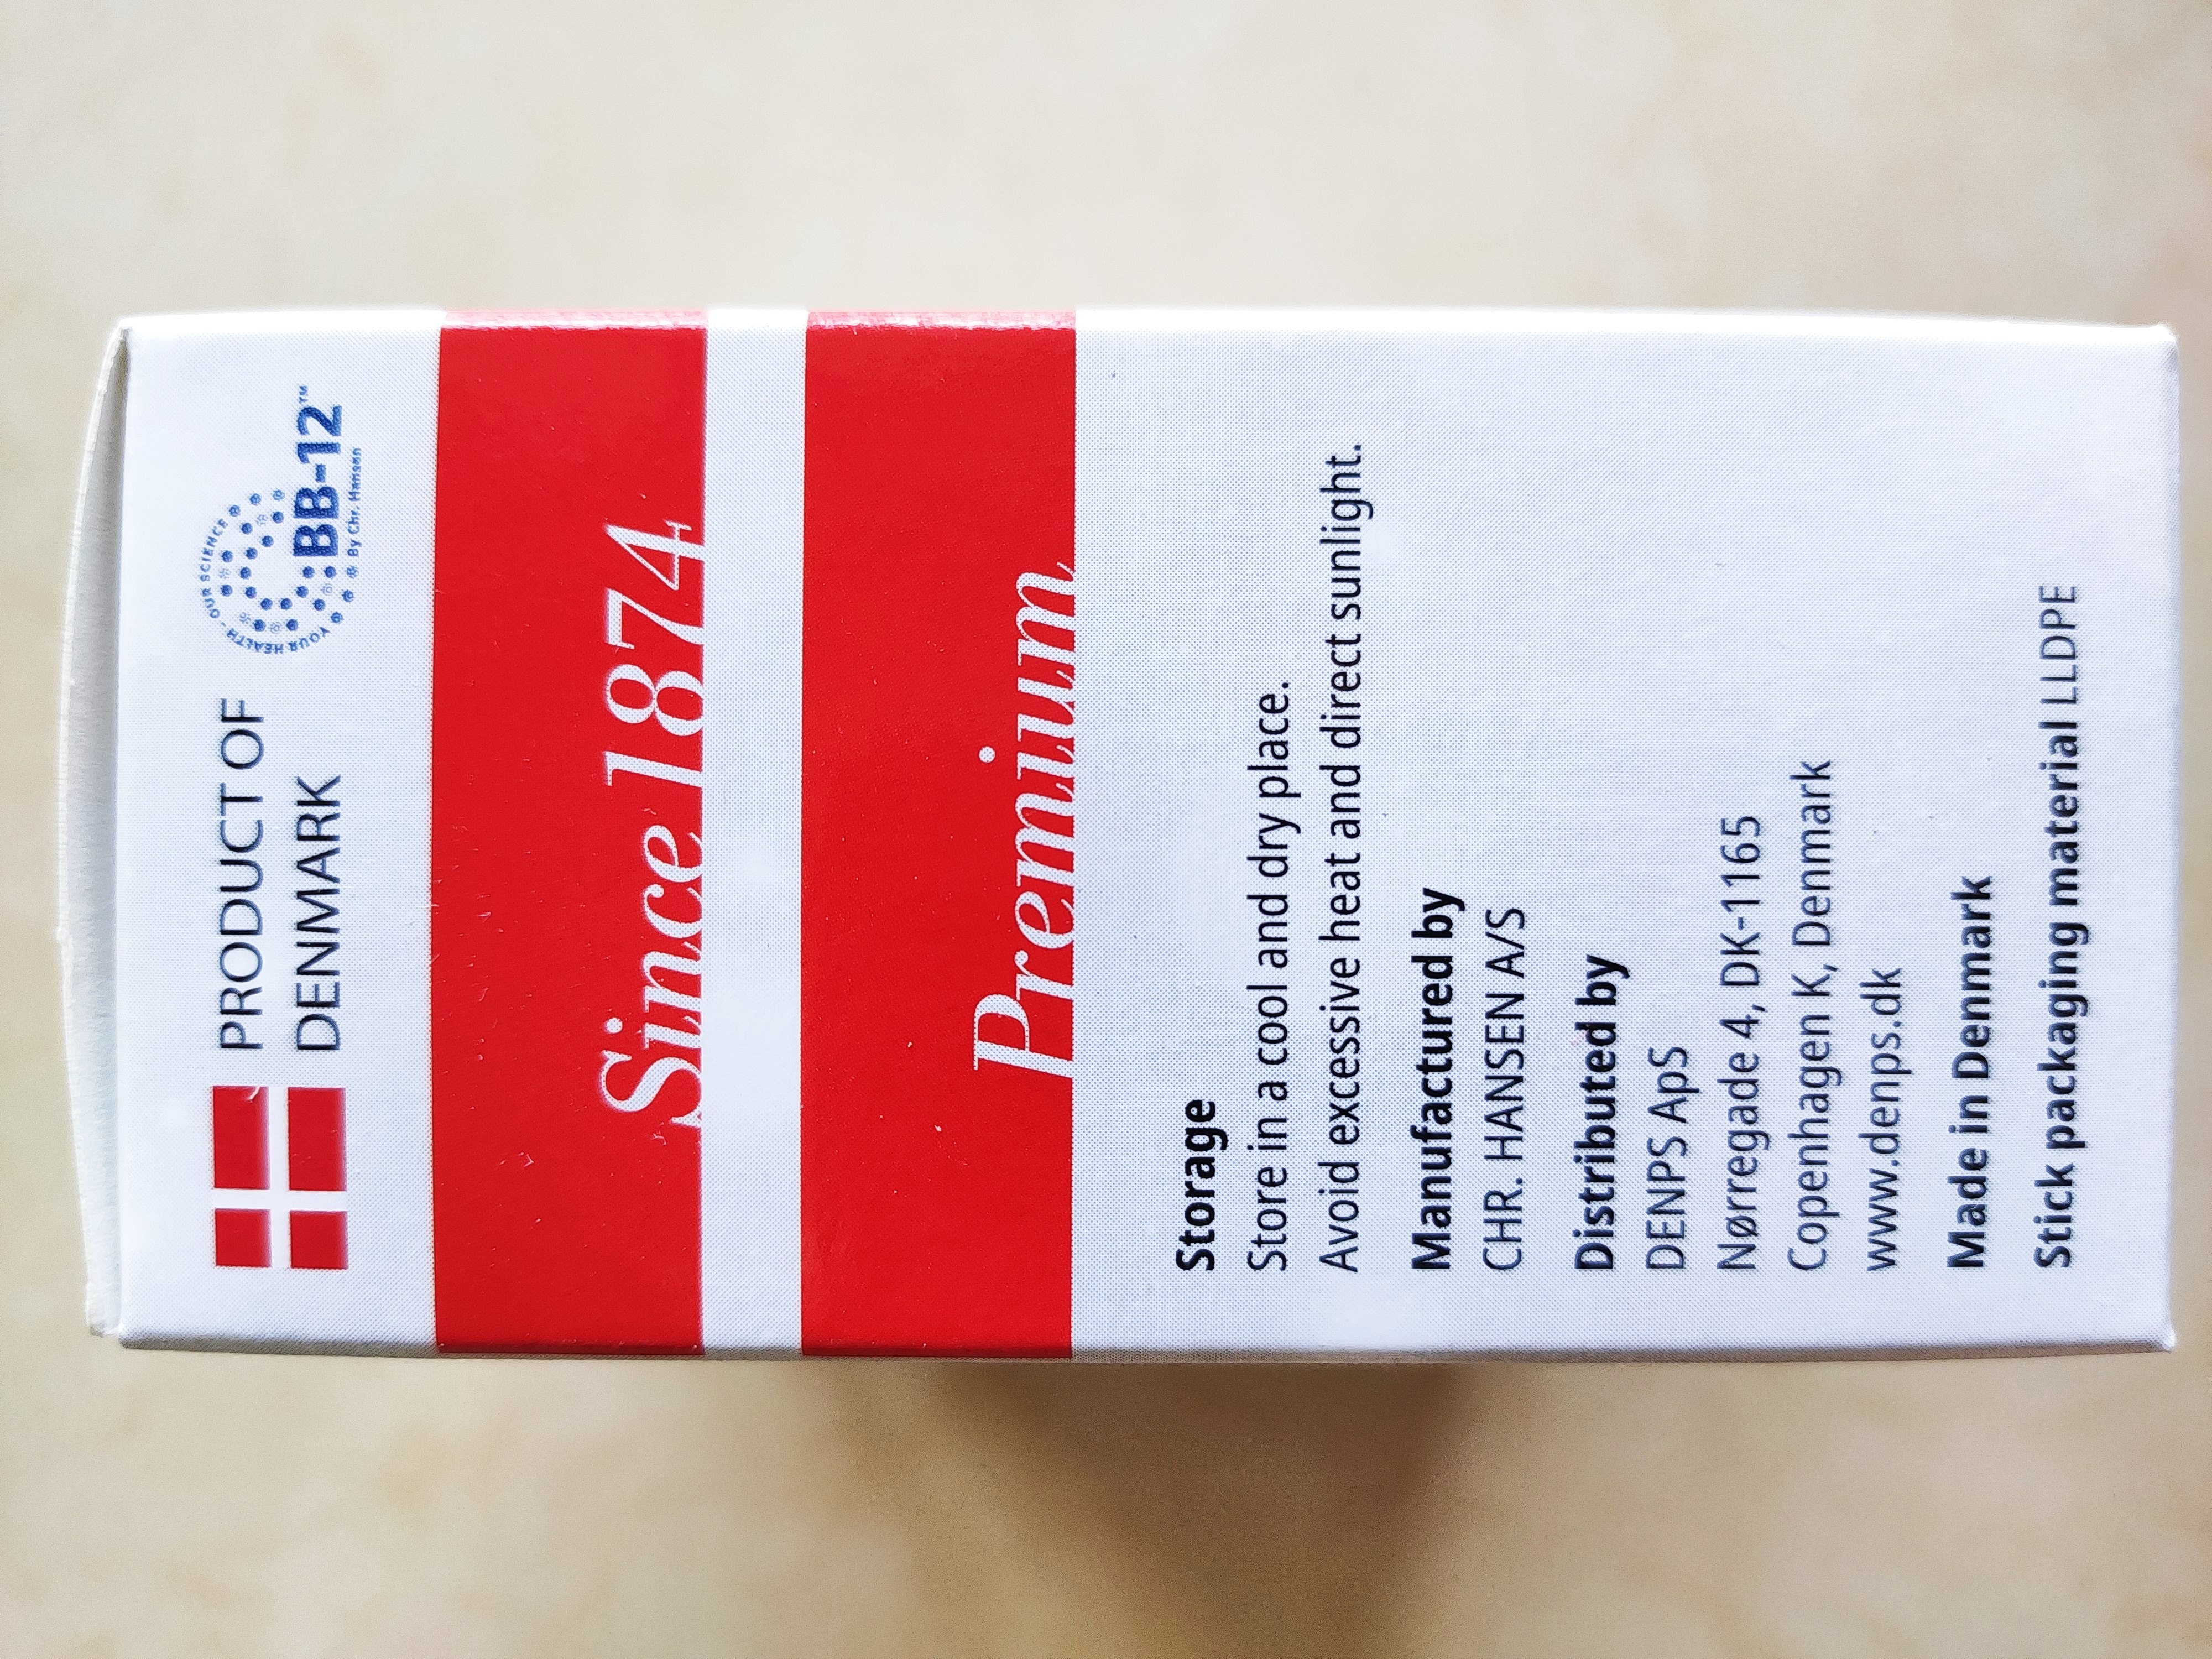 PRODUCT OF
DENMARK
YOUR HEALTH - OUR SCIENCE
BB-12™
By Chr. Hansen
Since 1874
Premium
Storage
Store in a cool and dry place.
Avoid excessive heat and direct sunlight.
Manufactured by
CHR. HANSEN A/S
Distributed by
DENPS ApS
Nørregade 4, DK-1165
Copenhagen K, Denmark
www.denps.dk
Made in Denmark
Stick packaging material LLDPE